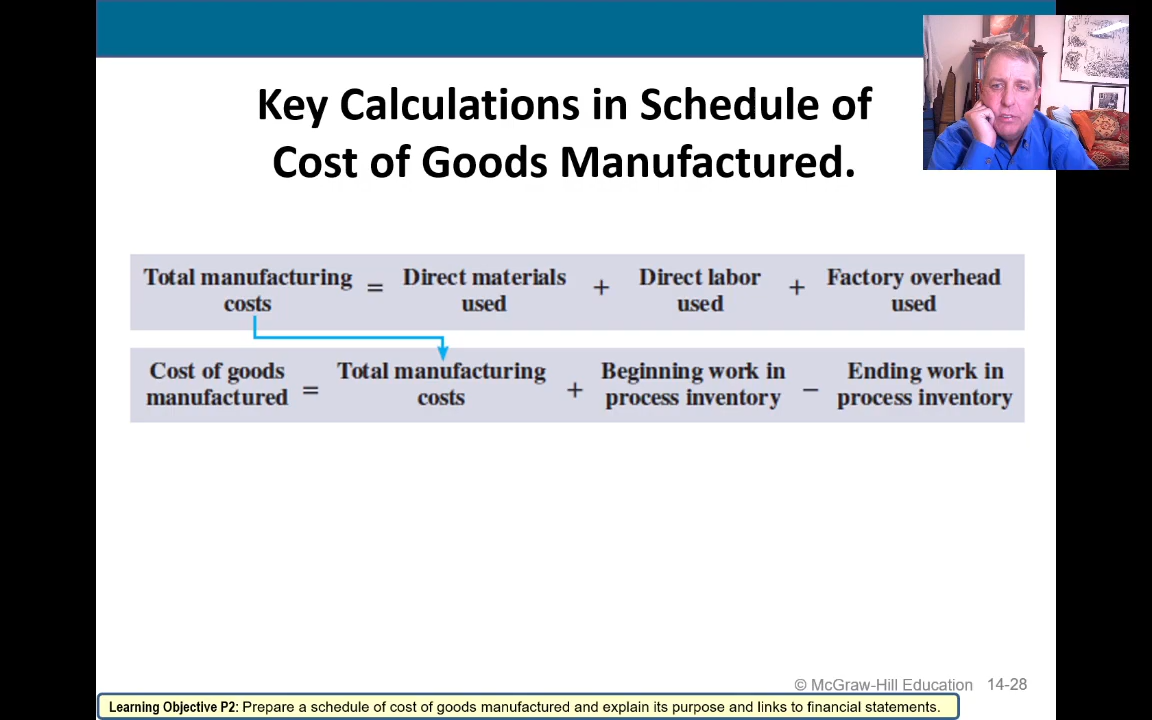 Key Calculations in Schedule of
Cost of Goods Manufactured.
Total manufacturing costs = Direct materials used + Direct labor used + Factory overhead used
Cost of goods manufactured = Total manufacturing costs + Beginning work in process inventory − Ending work in process inventory
© McGraw-Hill Education 14-28
Learning Objective P2: Prepare a schedule of cost of goods manufactured and explain its purpose and links to financial statements.